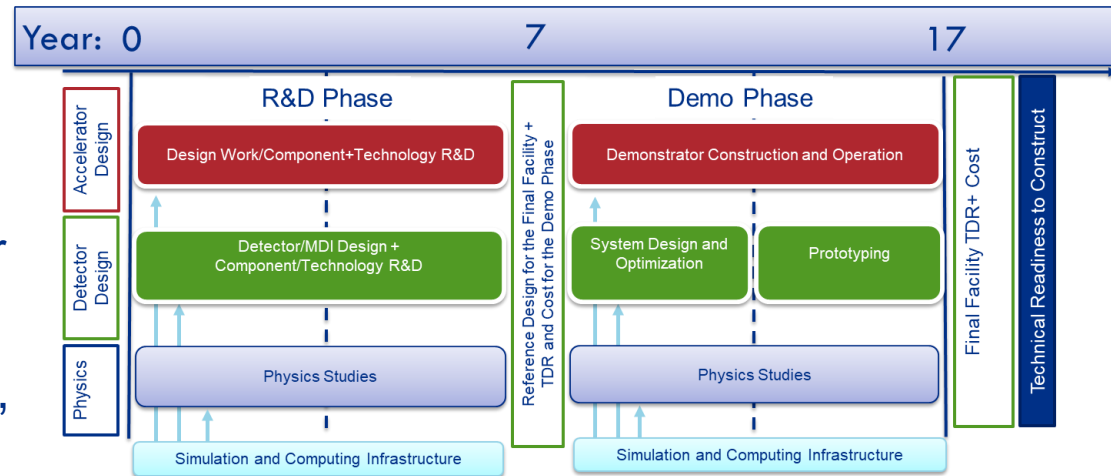 Year: 0 7 17
R&D Phase
Demo Phase
Accelerator
Design
Design Work/Component+Technology R&D
Demonstrator Construction and Operation
Detector
Design
Detector/MDI Design +
Component/Technology R&D
System Design and
Optimization
Prototyping
Physics
Physics Studies
Physics Studies
Simulation and Computing Infrastructure
Simulation and Computing Infrastructure
Reference Design for the Final Facility +
TDR and Cost for the Demo Phase
Final Facility TDR+ Cost
Technical Readiness to Construct
r
,